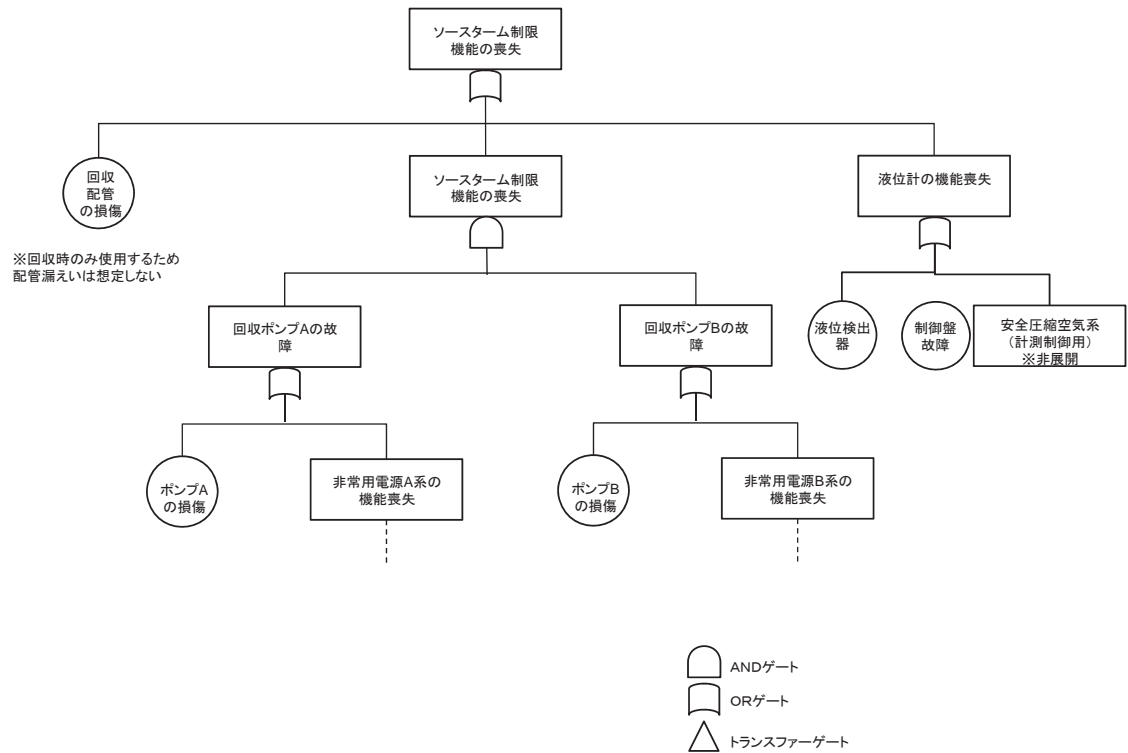 ソースターム制限
機能の喪失
回収
配管
の損傷
ソースターム制限
機能の喪失
液位計の機能喪失
※回収時のみ使用するため
配管漏えいは想定しない
回収ポンプAの故
障
回収ポンプBの故
障
液位検出
器
制御盤
故障
安全圧縮空気系
（計測制御用）
※非展開
ポンプA
の損傷
非常用電源A系の
機能喪失
ポンプB
の損傷
非常用電源B系の
機能喪失
ANDゲート
ORゲート
トランスファーゲート